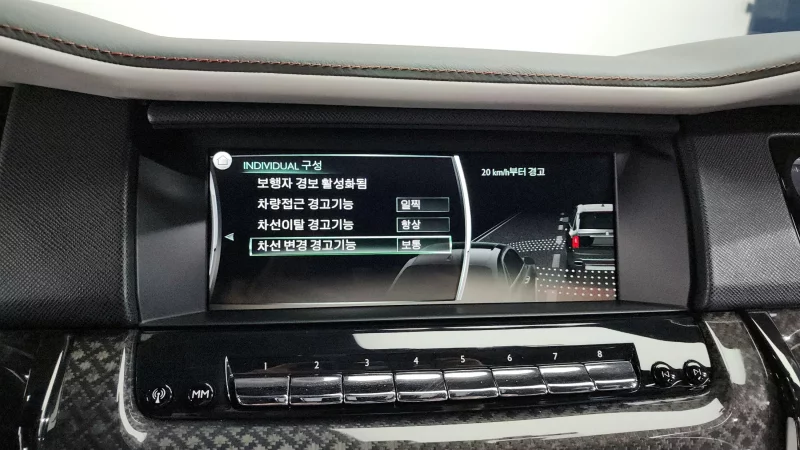 INDIVIDUAL 구성
보행자 경보 활성화됨
차량접근 경고기능 일찍
차선이탈 경고기능 항상
차선 변경 경고기능 보통
20 km/h부터 경고
1 2 3 4 5 6 7 8
MM